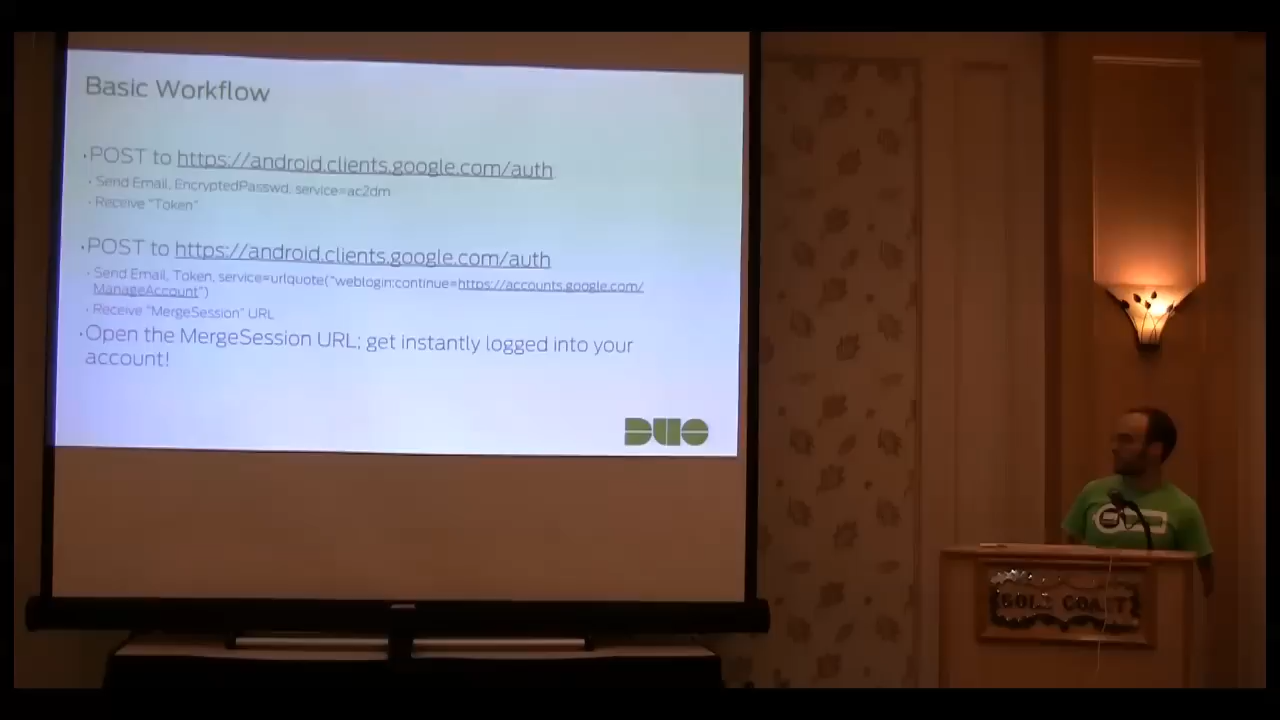 Basic Workflow
•POST to https://android.clients.google.com/auth
• Send Email, EncryptedPasswd, service=ac2dm
• Receive "Token"
•POST to https://android.clients.google.com/auth
• Send Email, Token, service=urlquote("weblogin:continue=https://accounts.google.com/
ManageAccount")
• Receive "MergeSession" URL
•Open the MergeSession URL; get instantly logged into your
account!
DUO
GOLD COAST